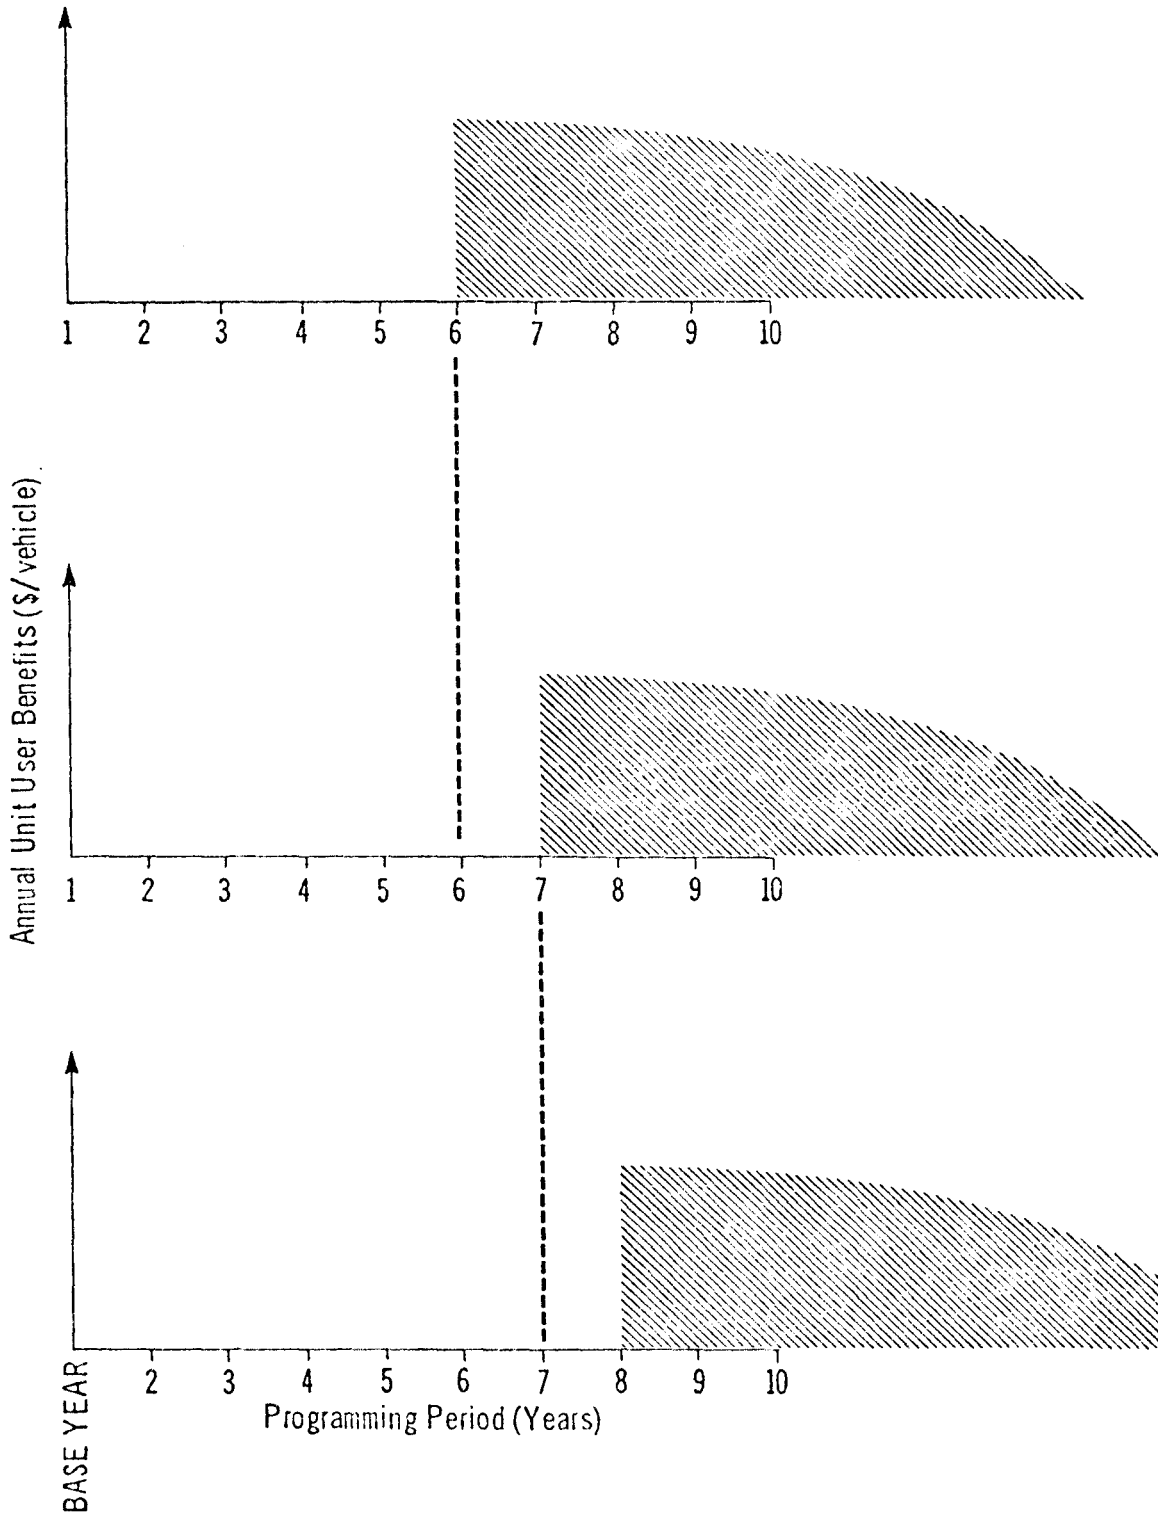 1 2 3 4 5 6 7 8 9 10
Annual Unit User Benefits ($/vehicle)
1 2 3 4 5 6 7 8 9 10
BASE YEAR
2 3 4 5 6 7 8 9 10
Programming Period (Years)